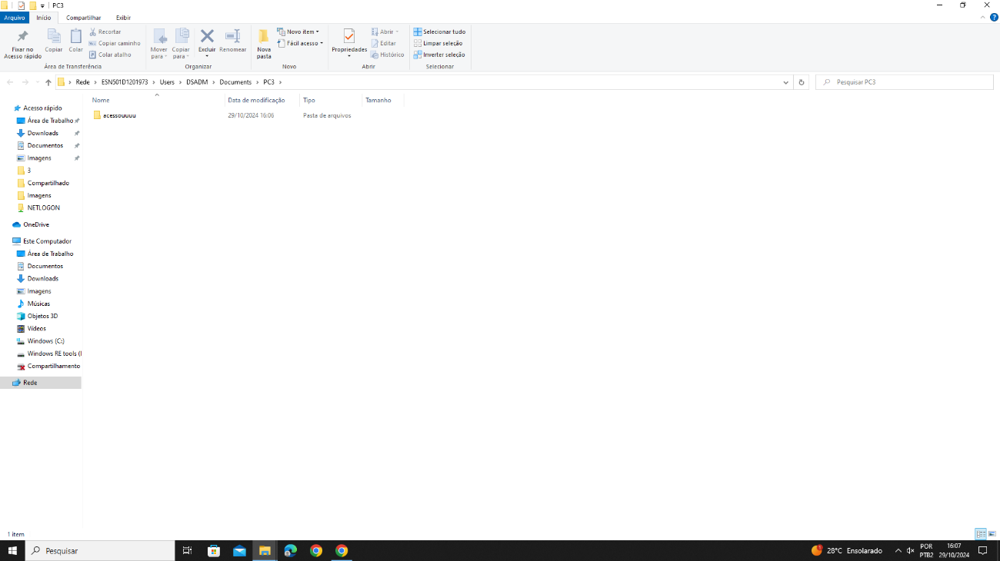 PC3
Arquivo Início Compartilhar Exibir
Fixar no Acesso rápido
Copiar
Colar
Recortar
Copiar caminho
Colar atalho
Área de Transferência
Mover para
Copiar para
Excluir
Renomear
Organizar
Nova pasta
Novo item
Fácil acesso
Novo
Propriedades
Abrir
Editar
Histórico
Abrir
Selecionar tudo
Limpar seleção
Inverter seleção
Selecionar
Rede > ESN501D1201973 > Users > DSADM > Documents > PC3 >
Pesquisar PC3
Nome Data de modificação Tipo Tamanho
acessouuuu 29/10/2024 16:06 Pasta de arquivos
Acesso rápido
Área de Trabalho
Downloads
Documentos
Imagens
3
Compartilhado
Imagens
NETLOGON
OneDrive
Este Computador
Área de Trabalho
Documentos
Downloads
Imagens
Músicas
Objetos 3D
Vídeos
Windows (C:)
Windows RE tools (
Compartilhamento
Rede
1 item
Pesquisar
28°C Ensolarado
POR
PTB2
16:07
29/10/2024